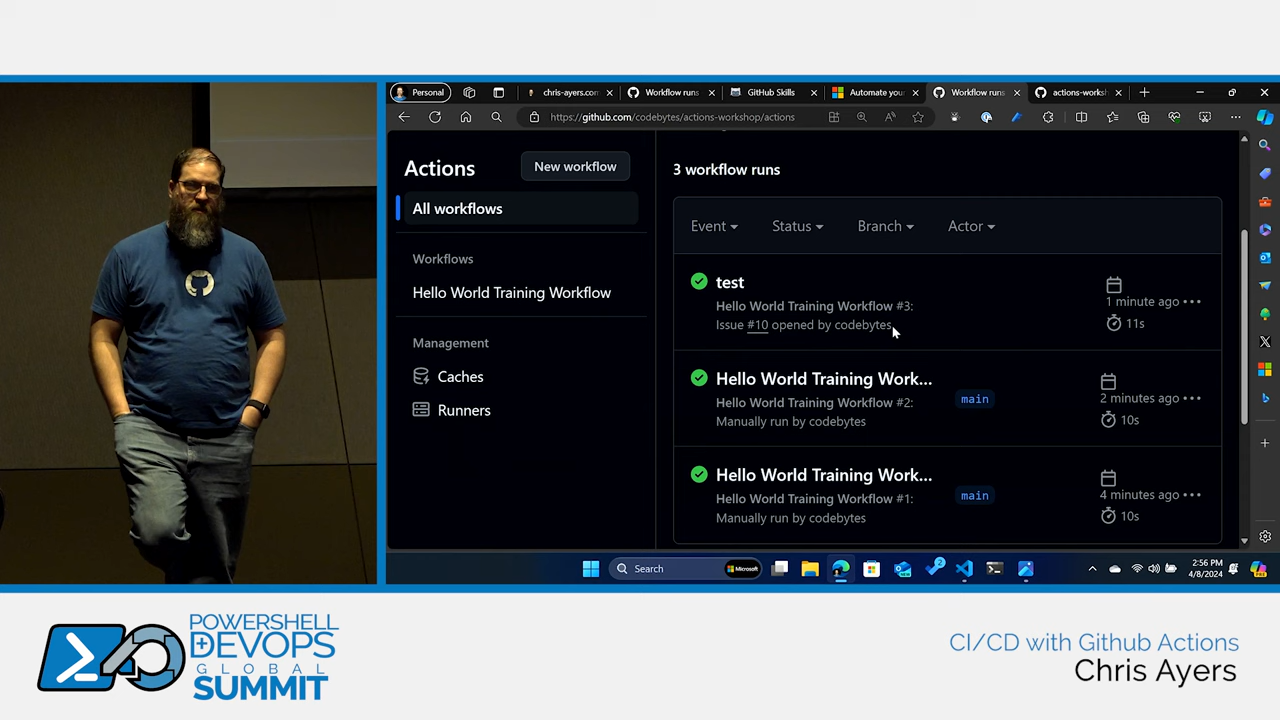 Personal
chris-ayers.com
Workflow runs
GitHub Skills
Automate your
Workflow runs
actions-worksh
https://github.com/codebytes/actions-workshop/actions
Actions
New workflow
All workflows
Workflows
Hello World Training Workflow
Management
Caches
Runners
3 workflow runs
Event
Status
Branch
Actor
test
Hello World Training Workflow #3:
Issue #10 opened by codebytes
1 minute ago
11s
Hello World Training Work...
Hello World Training Workflow #2:
Manually run by codebytes
main
2 minutes ago
10s
Hello World Training Work...
Hello World Training Workflow #1:
Manually run by codebytes
main
4 minutes ago
10s
Search
Microsoft
2:56 PM
4/8/2024
POWERSHELL
+DEVOPS
GLOBAL
SUMMIT
CI/CD with Github Actions
Chris Ayers